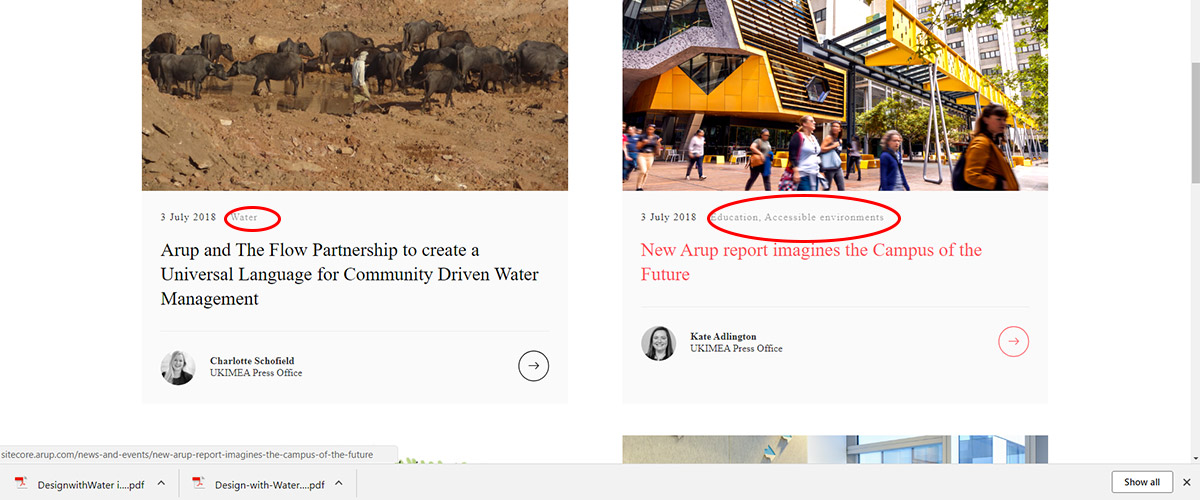 3 July 2018 Water
Arup and The Flow Partnership to create a
Universal Language for Community Driven Water
Management
Charlotte Schofield
UKIMEA Press Office
3 July 2018 Education, Accessible environments
New Arup report imagines the Campus of the
Future
Kate Adlington
UKIMEA Press Office
sitecore.arup.com/news-and-events/new-arup-report-imagines-the-campus-of-the-future
DesignwithWater i....pdf
Design-with-Water....pdf
Show all